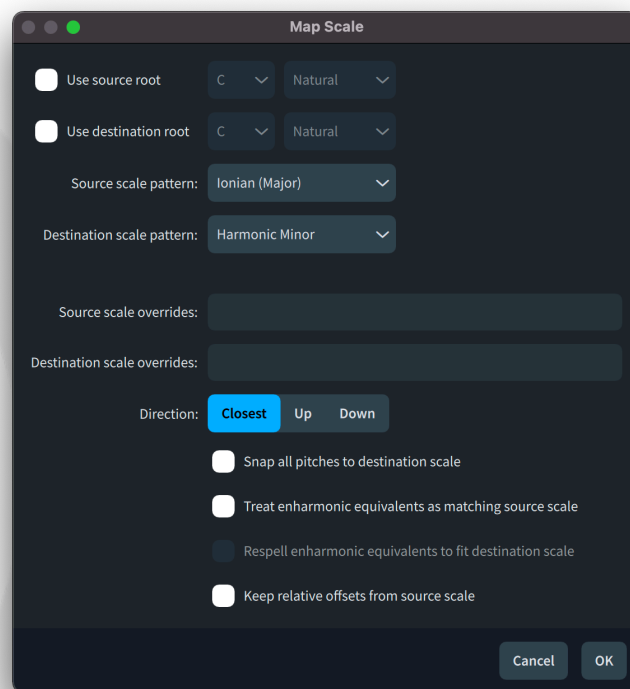 Map Scale
Use source root C Natural
Use destination root C Natural
Source scale pattern: Ionian (Major)
Destination scale pattern: Harmonic Minor
Source scale overrides:
Destination scale overrides:
Direction: Closest Up Down
Snap all pitches to destination scale
Treat enharmonic equivalents as matching source scale
Respell enharmonic equivalents to fit destination scale
Keep relative offsets from source scale
Cancel OK